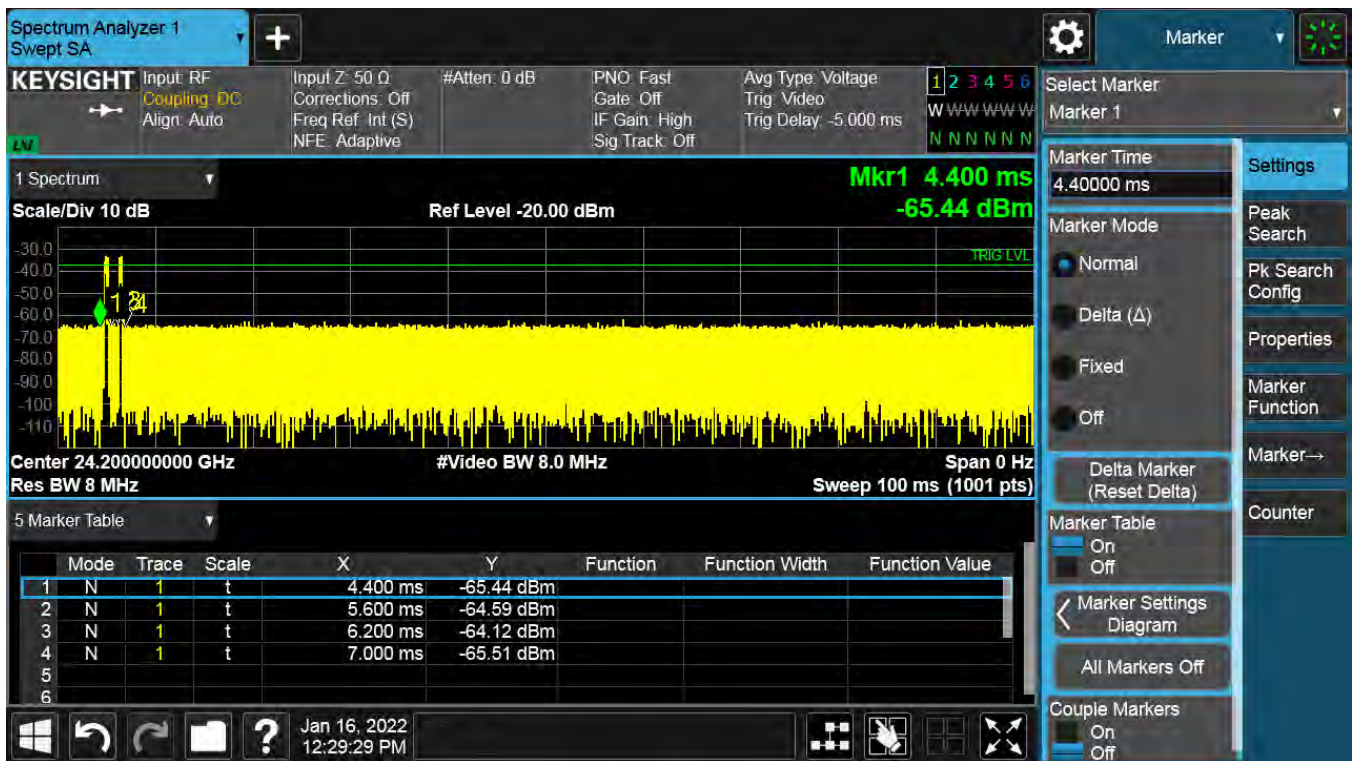 Spectrum Analyzer 1
Swept SA
Marker
KEYSIGHT
Input: RF
Coupling: DC
Align: Auto
Input Z: 50 Ω
Corrections: Off
Freq Ref: Int (S)
NFE: Adaptive
#Atten: 0 dB
PNO: Fast
Gate: Off
IF Gain: High
Sig Track: Off
Avg Type: Voltage
Trig: Video
Trig Delay: -5.000 ms
1 2 3 4 5 6
W W W W W W
N N N N N N
LXI
1 Spectrum
Mkr1 4.400 ms
-65.44 dBm
Scale/Div 10 dB
Ref Level -20.00 dBm
TRIG LVL
-30.0
-40.0
-50.0
-60.0
-70.0
-80.0
-90.0
-100
-110
1
3
4
Center 24.200000000 GHz
#Video BW 8.0 MHz
Span 0 Hz
Res BW 8 MHz
Sweep 100 ms (1001 pts)
5 Marker Table
Mode Trace Scale X Y Function Function Width Function Value
1 N 1 t 4.400 ms -65.44 dBm
2 N 1 t 5.600 ms -64.59 dBm
3 N 1 t 6.200 ms -64.12 dBm
4 N 1 t 7.000 ms -65.51 dBm
5
6
?
Jan 16, 2022
12:29:29 PM
Select Marker
Marker 1
Marker Time
4.40000 ms
Marker Mode
Normal
Delta (Δ)
Fixed
Off
Delta Marker
(Reset Delta)
Marker Table
On
Off
Marker Settings
Diagram
All Markers Off
Couple Markers
On
Off
Settings
Peak
Search
Pk Search
Config
Properties
Marker
Function
Marker→
Counter